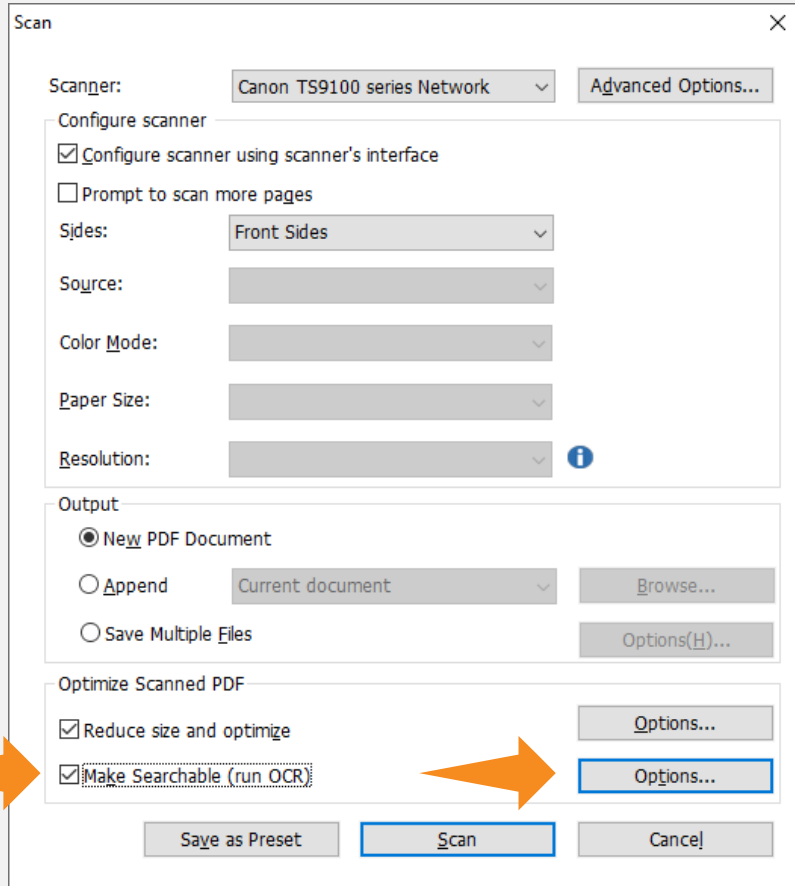 Scan
Scanner: Canon TS9100 series Network Advanced Options...
Configure scanner
Configure scanner using scanner's interface
Prompt to scan more pages
Sides: Front Sides
Source:
Color Mode:
Paper Size:
Resolution:
Output
New PDF Document
Append Current document Browse...
Save Multiple Files Options(H)...
Optimize Scanned PDF
Reduce size and optimize Options...
Make Searchable (run OCR) Options...
Save as Preset Scan Cancel